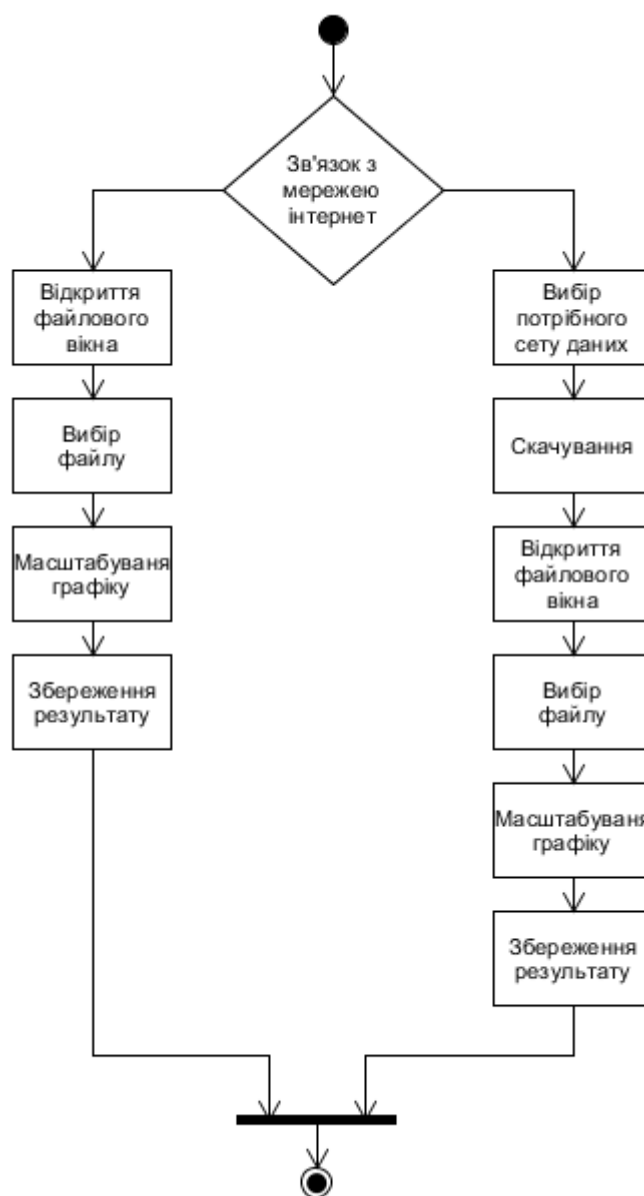 Зв'язок з
мережею
інтернет
Відкриття
файлового
вікна
Вибір
файлу
Масштабуваня
графіку
Збереження
результату
Вибір
потрібного
сету даних
Скачування
Відкриття
файлового
вікна
Вибір
файлу
Масштабуваня
графіку
Збереження
результату